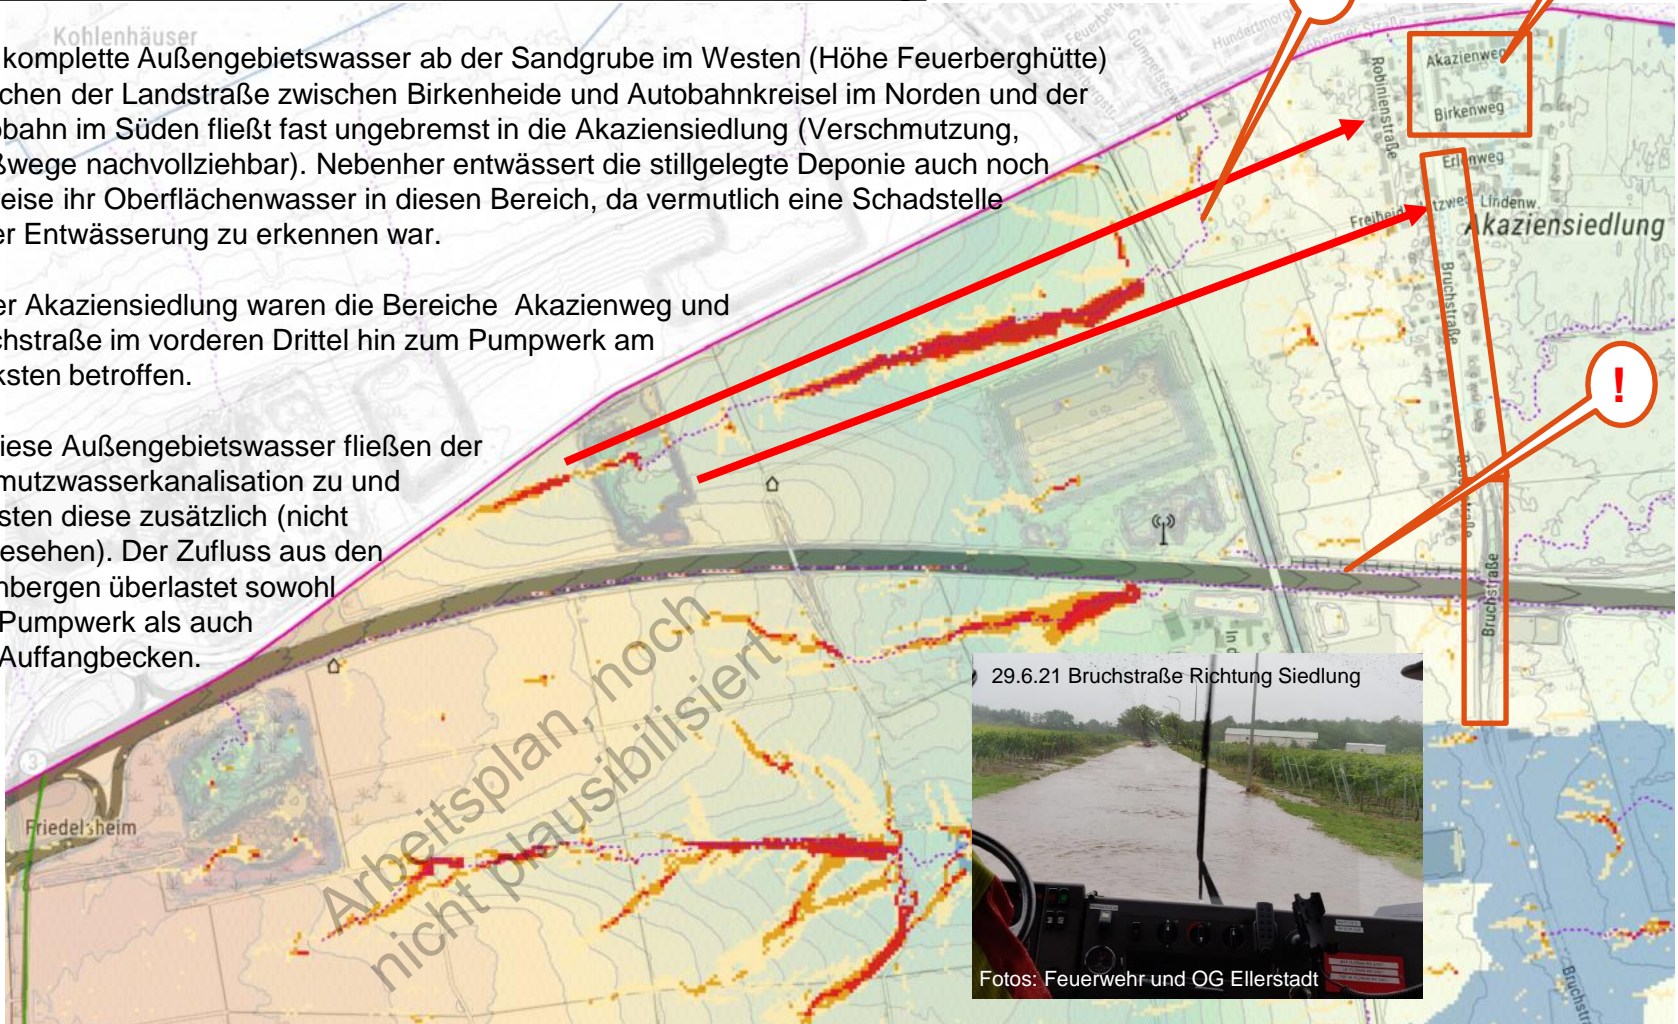 Kohlenhäuser
komplette Außengebietswasser ab der Sandgrube im Westen (Höhe Feuerberghütte)
chen der Landstraße zwischen Birkenheide und Autobahnkreisel im Norden und der
obahn im Süden fließt fast ungebremst in die Akaziensiedlung (Verschmutzung,
ßwege nachvollziehbar). Nebenher entwässert die stillgelegte Deponie auch noch
eise ihr Oberflächenwasser in diesen Bereich, da vermutlich eine Schadstelle
er Entwässerung zu erkennen war.
er Akaziensiedlung waren die Bereiche  Akazienweg und
chstraße im vorderen Drittel hin zum Pumpwerk am
ksten betroffen.
iese Außengebietswasser fließen der
mutzwasserkanalisation zu und
sten diese zusätzlich (nicht
esehen). Der Zufluss aus den
nbergen überlastet sowohl
Pumpwerk als auch
Auffangbecken.
Hundertmorg
Robinienstraße
Akazienweg
Birkenweg
Erlenweg
Freiheid
tzweg
Lindenw.
Akaziensiedlung
Bruchstraße
!
Bruchstraße
3
Friedelsheim
Arbeitsplan, noch
nicht plausibilisiert
29.6.21 Bruchstraße Richtung Siedlung
Fotos: Feuerwehr und OG Ellerstadt
Bruchstr